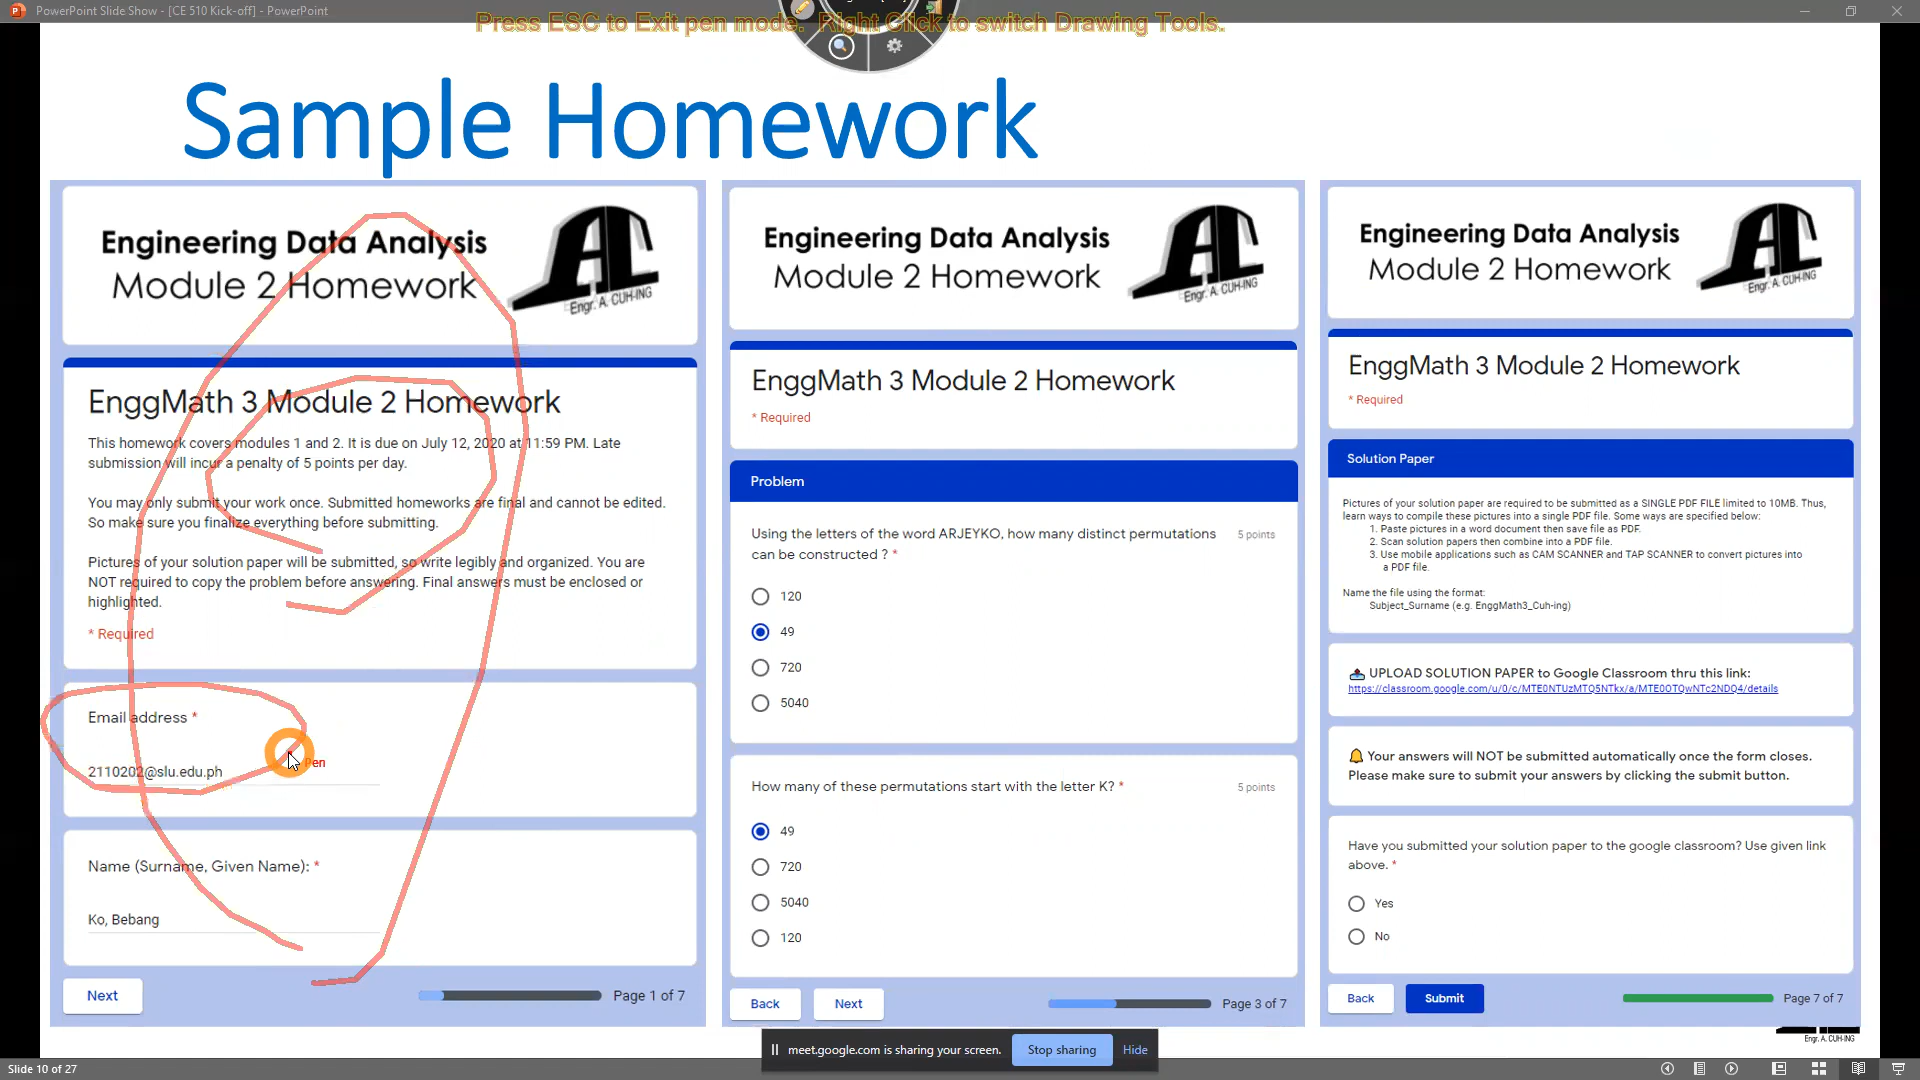 PowerPoint Slide Show - [CE 510 Kick-off] - PowerPoint
Press ESC to Exit pen mode. Right Click to switch Drawing Tools.
Sample Homework
Engineering Data Analysis
Module 2 Homework
Engr. A. CUH-ING
EnggMath 3 Module 2 Homework
This homework covers modules 1 and 2. It is due on July 12, 2020 at 11:59 PM. Late
submission will incur a penalty of 5 points per day.
You may only submit your work once. Submitted homeworks are final and cannot be edited.
So make sure you finalize everything before submitting.
Pictures of your solution paper will be submitted, so write legibly and organized. You are
NOT required to copy the problem before answering. Final answers must be enclosed or
highlighted.
* Required
Email address *
2110202@slu.edu.ph
Pen
Name (Surname, Given Name): *
Ko, Bebang
Next
Page 1 of 7
Engineering Data Analysis
Module 2 Homework
Engr. A. CUH-ING
EnggMath 3 Module 2 Homework
* Required
Problem
Using the letters of the word ARJEYKO, how many distinct permutations
can be constructed ? *
5 points
120
49
720
5040
How many of these permutations start with the letter K? *
5 points
49
720
5040
120
Back
Next
Page 3 of 7
Engineering Data Analysis
Module 2 Homework
Engr. A. CUH-ING
EnggMath 3 Module 2 Homework
* Required
Solution Paper
Pictures of your solution paper are required to be submitted as a SINGLE PDF FILE limited to 10MB. Thus,
learn ways to compile these pictures into a single PDF file. Some ways are specified below:
1. Paste pictures in a word document then save file as PDF.
2. Scan solution papers then combine into a PDF file.
3. Use mobile applications such as CAM SCANNER and TAP SCANNER to convert pictures into
a PDF file.
Name the file using the format:
Subject_Surname (e.g. EnggMath3_Cuh-ing)
UPLOAD SOLUTION PAPER to Google Classroom thru this link:
https://classroom.google.com/u/0/c/MTE0NTUzMTQ5NTkx/a/MTE0OTQwNTc2NDQ4/details
Your answers will NOT be submitted automatically once the form closes.
Please make sure to submit your answers by clicking the submit button.
Have you submitted your solution paper to the google classroom? Use given link
above. *
Yes
No
Back
Submit
Page 7 of 7
Engr. A. CUH-ING
meet.google.com is sharing your screen.
Stop sharing
Hide
Slide 10 of 27